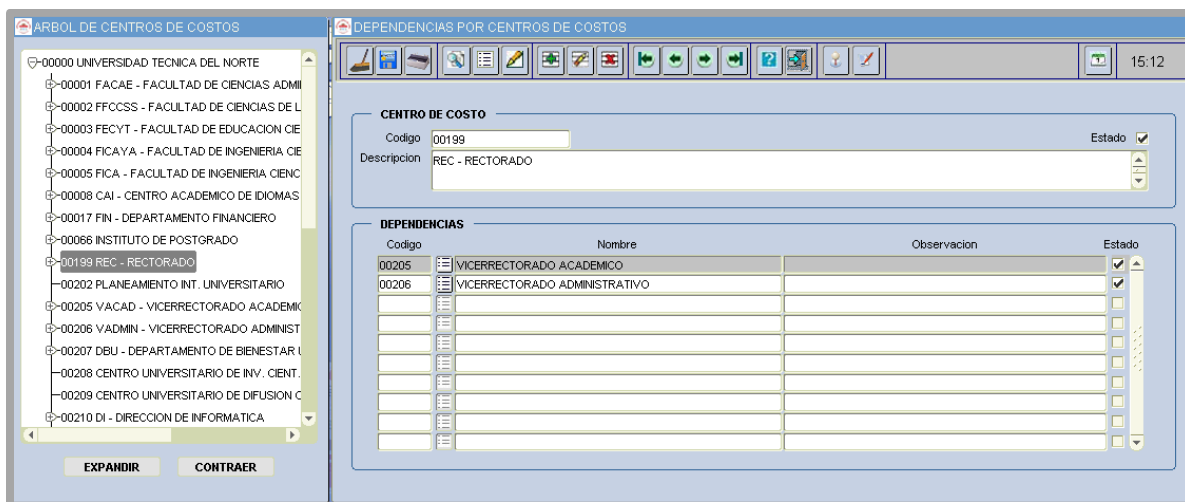 ARBOL DE CENTROS DE COSTOS
00000 UNIVERSIDAD TECNICA DEL NORTE
00001 FACAE - FACULTAD DE CIENCIAS ADMI
00002 FFCCSS - FACULTAD DE CIENCIAS DE L
00003 FECYT - FACULTAD DE EDUCACION CIE
00004 FICAYA - FACULTAD DE INGENIERIA CIE
00005 FICA - FACULTAD DE INGENIERIA CIENC
00008 CAI - CENTRO ACADEMICO DE IDIOMAS
00017 FIN - DEPARTAMENTO FINANCIERO
00066 INSTITUTO DE POSTGRADO
00199 REC - RECTORADO
00202 PLANEAMIENTO INT. UNIVERSITARIO
00205 VACAD - VICERRECTORADO ACADEMIC
00206 VADMIN - VICERRECTORADO ADMINIST
00207 DBU - DEPARTAMENTO DE BIENESTAR U
00208 CENTRO UNIVERSITARIO DE INV. CIENT.
00209 CENTRO UNIVERSITARIO DE DIFUSION C
00210 DI - DIRECCION DE INFORMATICA
EXPANDIR CONTRAER
DEPENDENCIAS POR CENTROS DE COSTOS
15:12
CENTRO DE COSTO
Codigo 00199 Estado
Descripcion REC - RECTORADO
DEPENDENCIAS
Codigo Nombre Observacion Estado
00205 VICERRECTORADO ACADEMICO
00206 VICERRECTORADO ADMINISTRATIVO